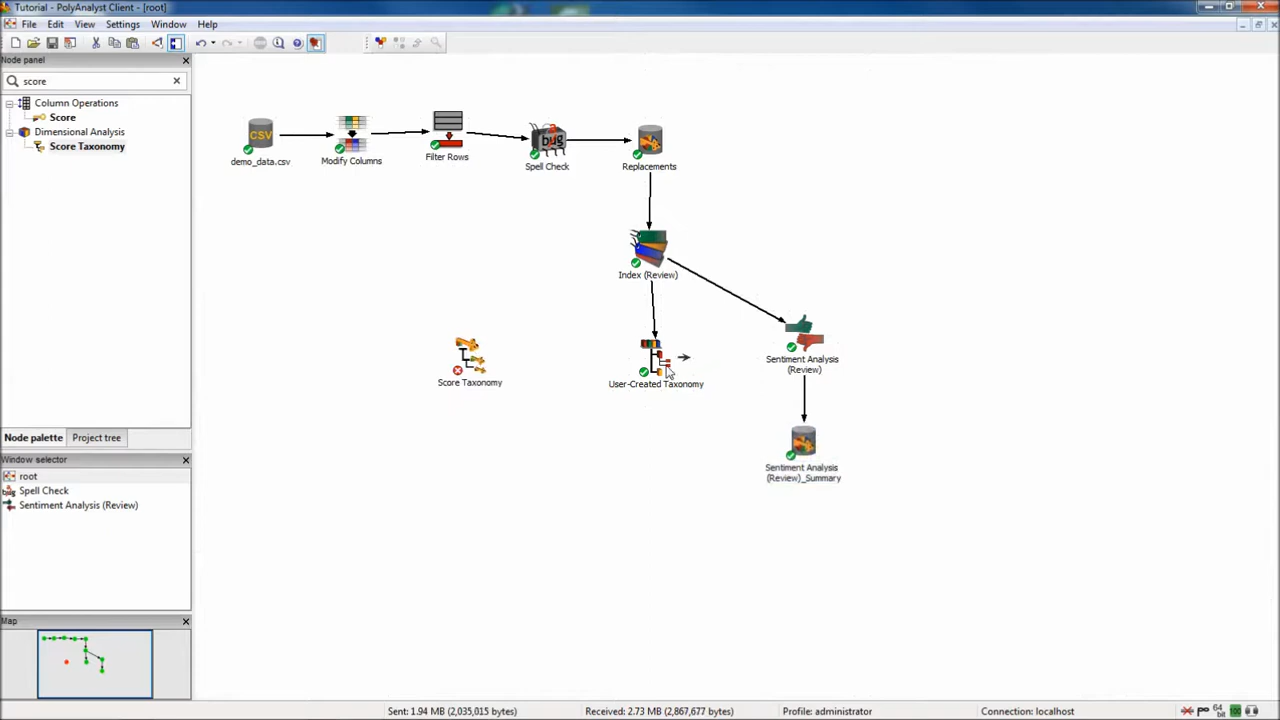 Tutorial - PolyAnalyst Client - [root]
File Edit View Settings Window Help
Node panel
score
Column Operations
Score
Dimensional Analysis
Score Taxonomy
Node palette Project tree
Window selector
root
Spell Check
Sentiment Analysis (Review)
Map
CSV
demo_data.csv
Modify Columns
Filter Rows
bug
Spell Check
Replacements
Index (Review)
Score Taxonomy
User-Created Taxonomy
Sentiment Analysis
(Review)
Sentiment Analysis
(Review)_Summary
Sent: 1.94 MB (2,035,015 bytes) Received: 2.73 MB (2,867,677 bytes) Profile: administrator Connection: localhost
64
bit